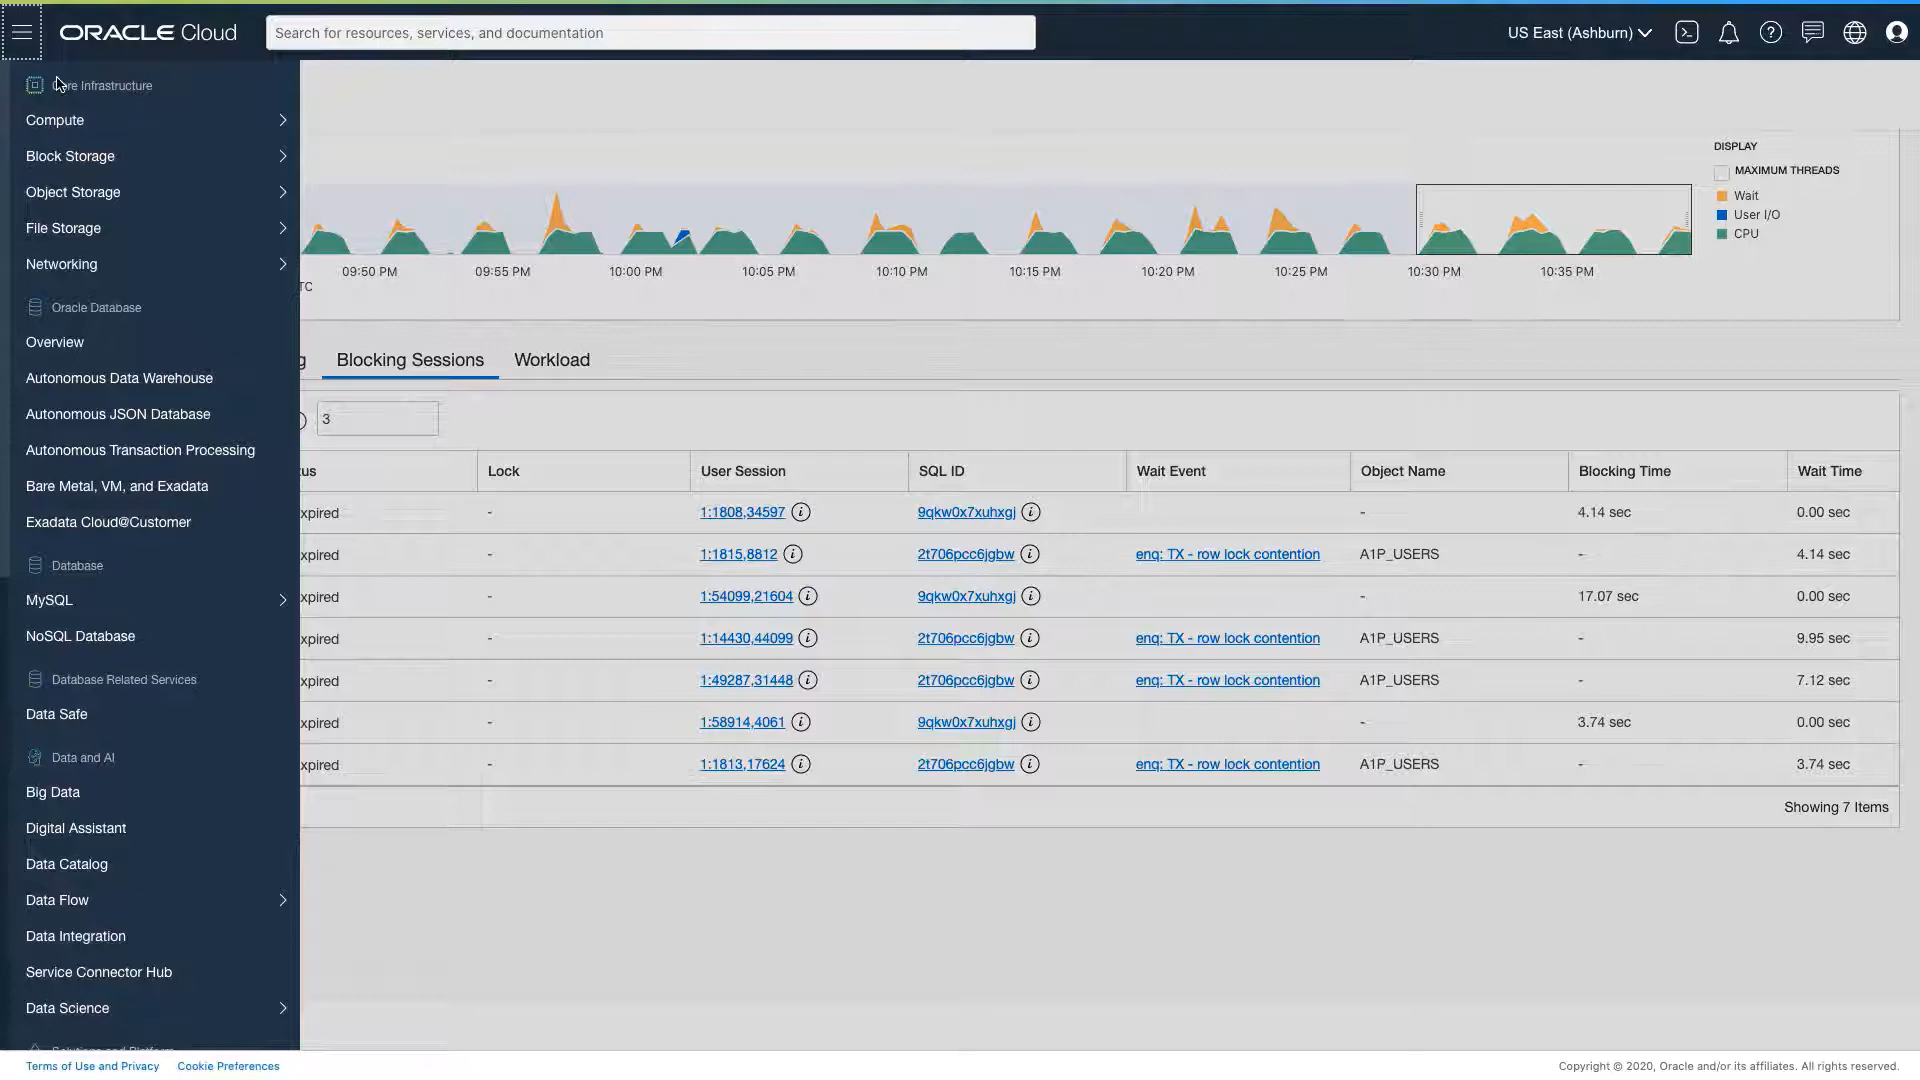 ORACLE Cloud
Search for resources, services, and documentation
US East (Ashburn)
Core Infrastructure
Compute
Block Storage
Object Storage
File Storage
Networking
Oracle Database
Overview
Autonomous Data Warehouse
Autonomous JSON Database
Autonomous Transaction Processing
Bare Metal, VM, and Exadata
Exadata Cloud@Customer
Database
MySQL
NoSQL Database
Database Related Services
Data Safe
Data and AI
Big Data
Digital Assistant
Data Catalog
Data Flow
Data Integration
Service Connector Hub
Data Science
Solutions and Platform
DISPLAY
MAXIMUM THREADS
Wait
User I/O
CPU
09:50 PM 09:55 PM 10:00 PM 10:05 PM 10:10 PM 10:15 PM 10:20 PM 10:25 PM 10:30 PM 10:35 PM
TC
g Blocking Sessions Workload
3
us Lock User Session SQL ID Wait Event Object Name Blocking Time Wait Time
xpired - 1:1808,34597 9qkw0x7xuhxgj - 4.14 sec 0.00 sec
xpired - 1:1815,8812 2t706pcc6jgbw enq: TX - row lock contention A1P_USERS - 4.14 sec
xpired - 1:54099,21604 9qkw0x7xuhxgj - 17.07 sec 0.00 sec
xpired - 1:14430,44099 2t706pcc6jgbw enq: TX - row lock contention A1P_USERS - 9.95 sec
xpired - 1:49287,31448 2t706pcc6jgbw enq: TX - row lock contention A1P_USERS - 7.12 sec
xpired - 1:58914,4061 9qkw0x7xuhxgj - 3.74 sec 0.00 sec
xpired - 1:1813,17624 2t706pcc6jgbw enq: TX - row lock contention A1P_USERS - 3.74 sec
Showing 7 Items
Terms of Use and Privacy Cookie Preferences
Copyright © 2020, Oracle and/or its affiliates. All rights reserved.